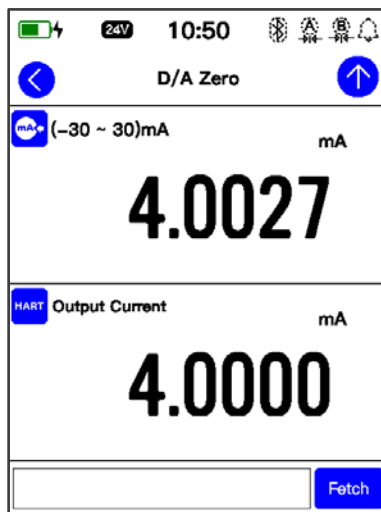 24V 10:50 A B
D/A Zero
mA (-30 ~ 30)mA
mA
4.0027
HART Output Current
mA
4.0000
Fetch